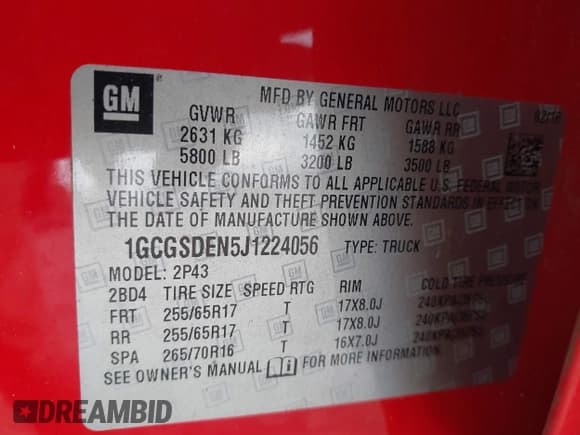 GM
MFD BY GENERAL MOTORS LLC
GVWR GAWR FRT GAWR RR
2631 KG 1452 KG 1588 KG
5800 LB 3200 LB 3500 LB
THIS VEHICLE CONFORMS TO ALL APPLICABLE U.S. FEDERAL MOTOR
VEHICLE SAFETY AND THEFT PREVENTION STANDARDS IN EFFECT ON
THE DATE OF MANUFACTURE SHOWN ABOVE.
1GCGSDEN5J1224056 TYPE: TRUCK
MODEL: 2P43
2BD4 TIRE SIZE SPEED RTG RIM COLD TIRE PRESSURE
FRT 255/65R17 T 17X8.0J 240KPA
RR 255/65R17 T 17X8.0J 240KPA
SPA 265/70R16 T 16X7.0J 240KPA
SEE OWNER'S MANUAL FOR MORE INFORMATION.
DREAMBID